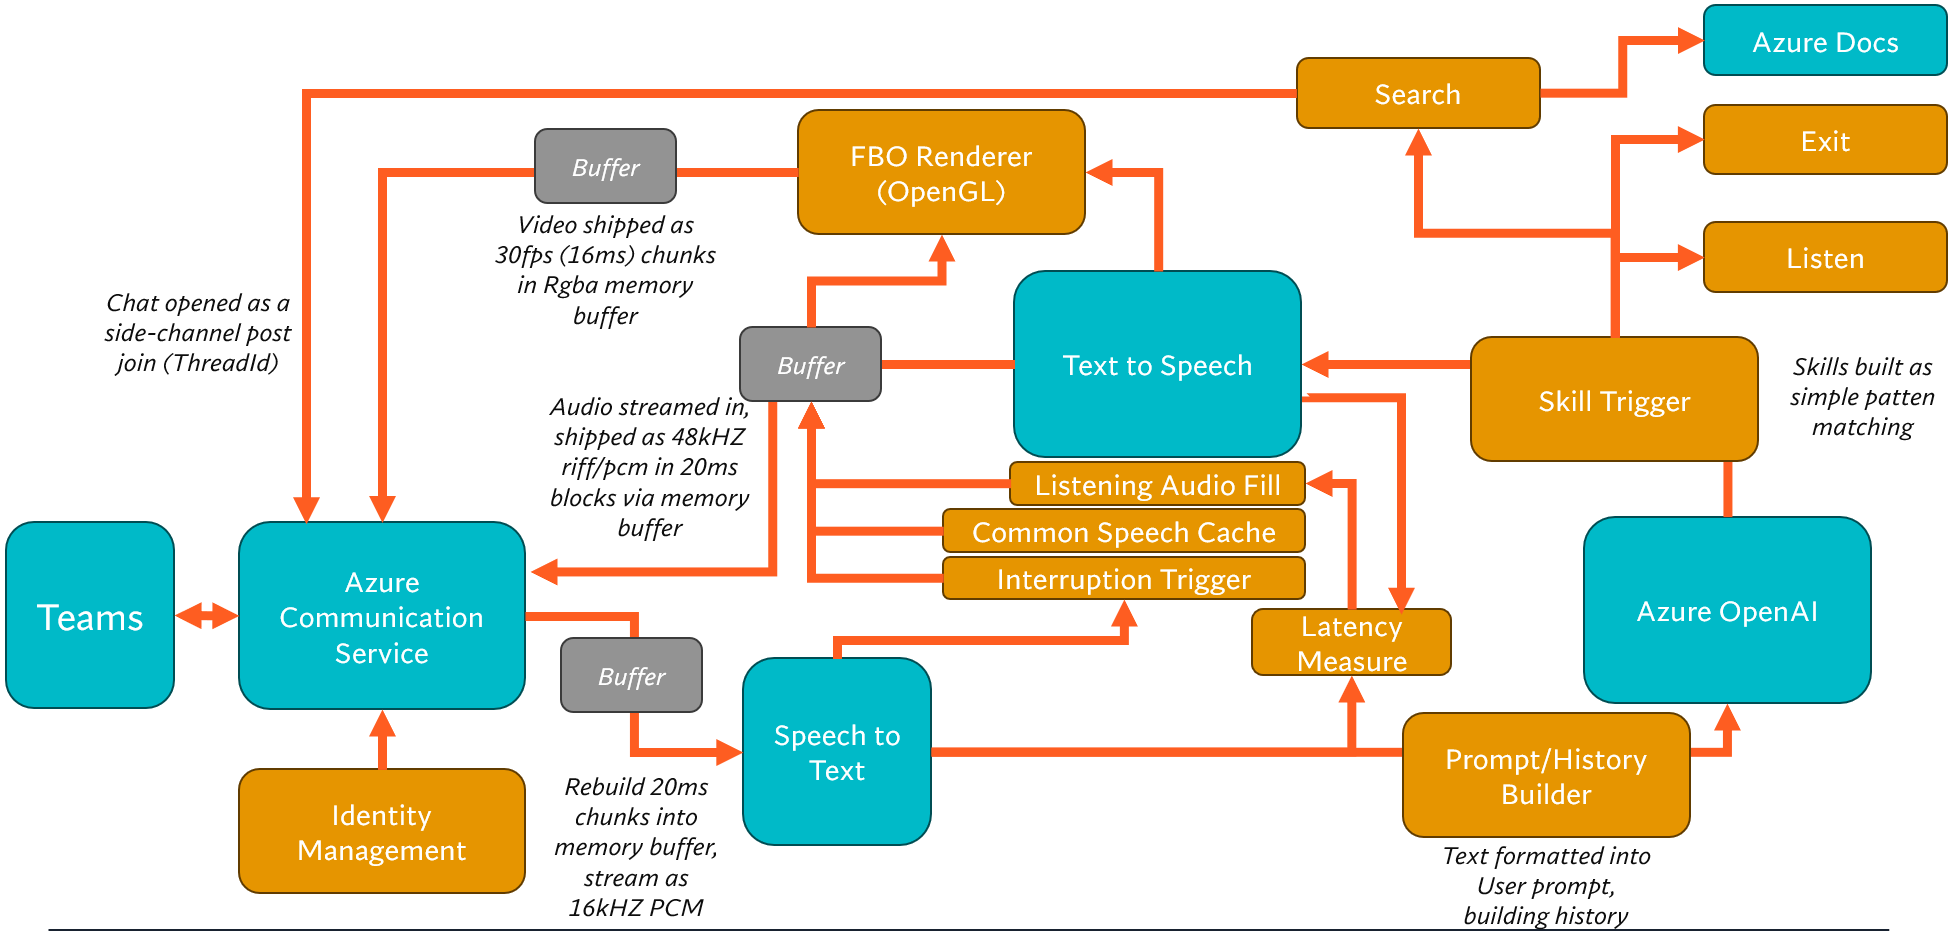 Azure Docs
Search
Exit
FBO Renderer
(OpenGL)
Buffer
Video shipped as
30fps (16ms) chunks
in Rgba memory
buffer
Listen
Chat opened as a
side-channel post
join (ThreadId)
Buffer
Text to Speech
Skill Trigger
Skills built as
simple patten
matching
Audio streamed in,
shipped as 48kHZ
riff/pcm in 20ms
blocks via memory
buffer
Listening Audio Fill
Common Speech Cache
Interruption Trigger
Teams
Azure
Communication
Service
Azure OpenAI
Latency
Measure
Buffer
Speech to
Text
Prompt/History
Builder
Identity
Management
Rebuild 20ms
chunks into
memory buffer,
stream as
16kHZ PCM
Text formatted into
User prompt,
building history